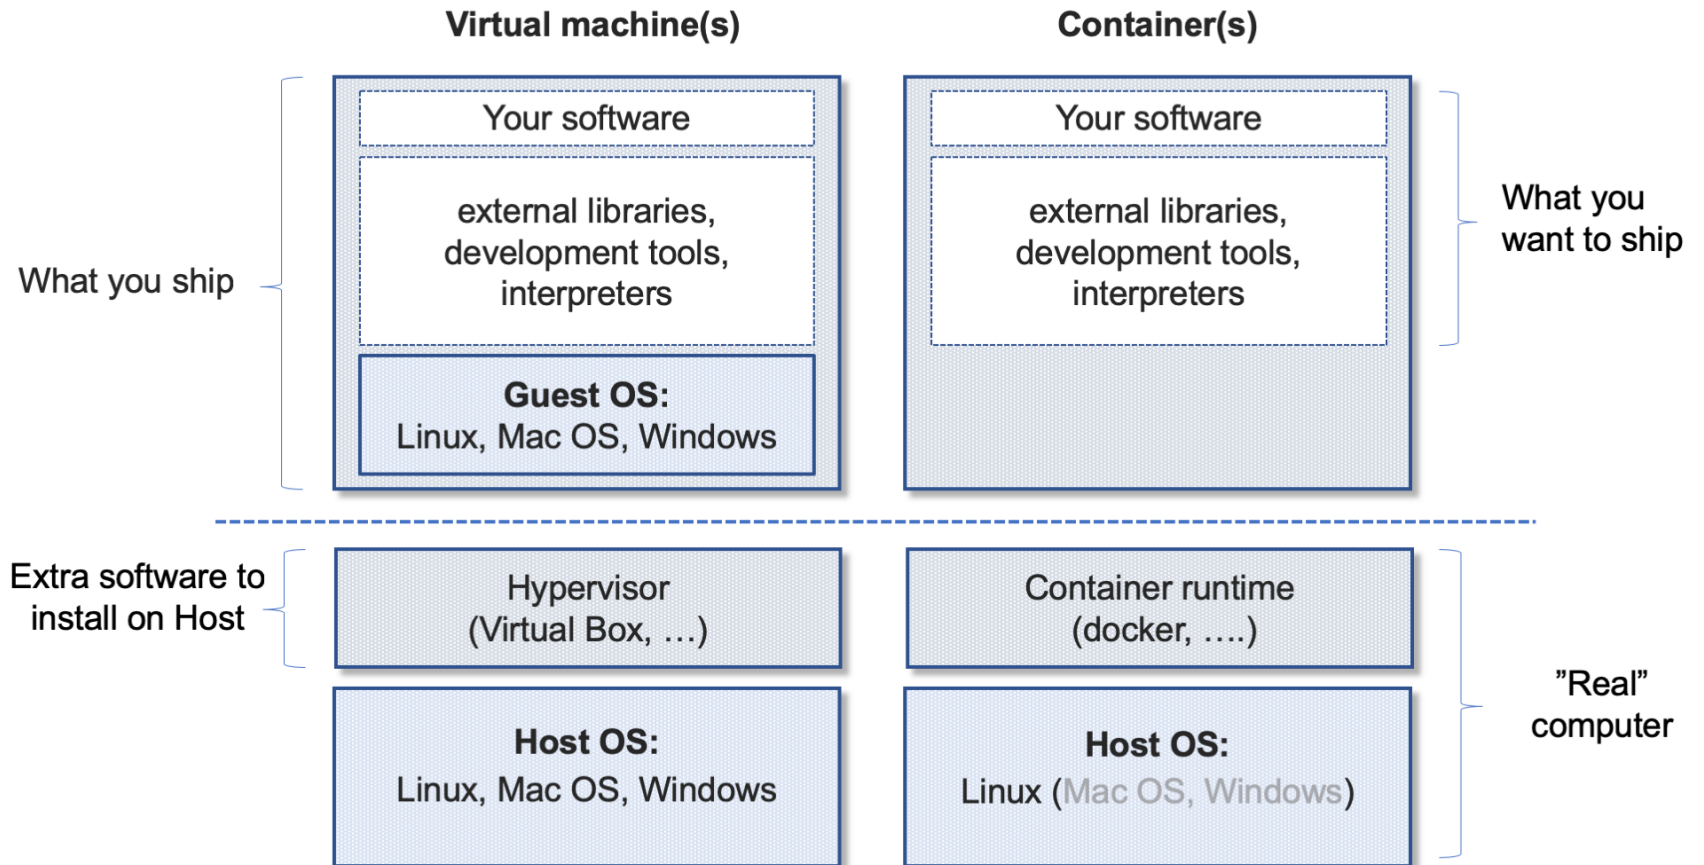 Virtual machine(s)
Container(s)
What you ship
Your software
external libraries,
development tools,
interpreters
Guest OS:
Linux, Mac OS, Windows
Your software
external libraries,
development tools,
interpreters
What you
want to ship
Extra software to
install on Host
Hypervisor
(Virtual Box, …)
Container runtime
(docker, ….)
Host OS:
Linux, Mac OS, Windows
Host OS:
Linux (Mac OS, Windows)
”Real”
computer